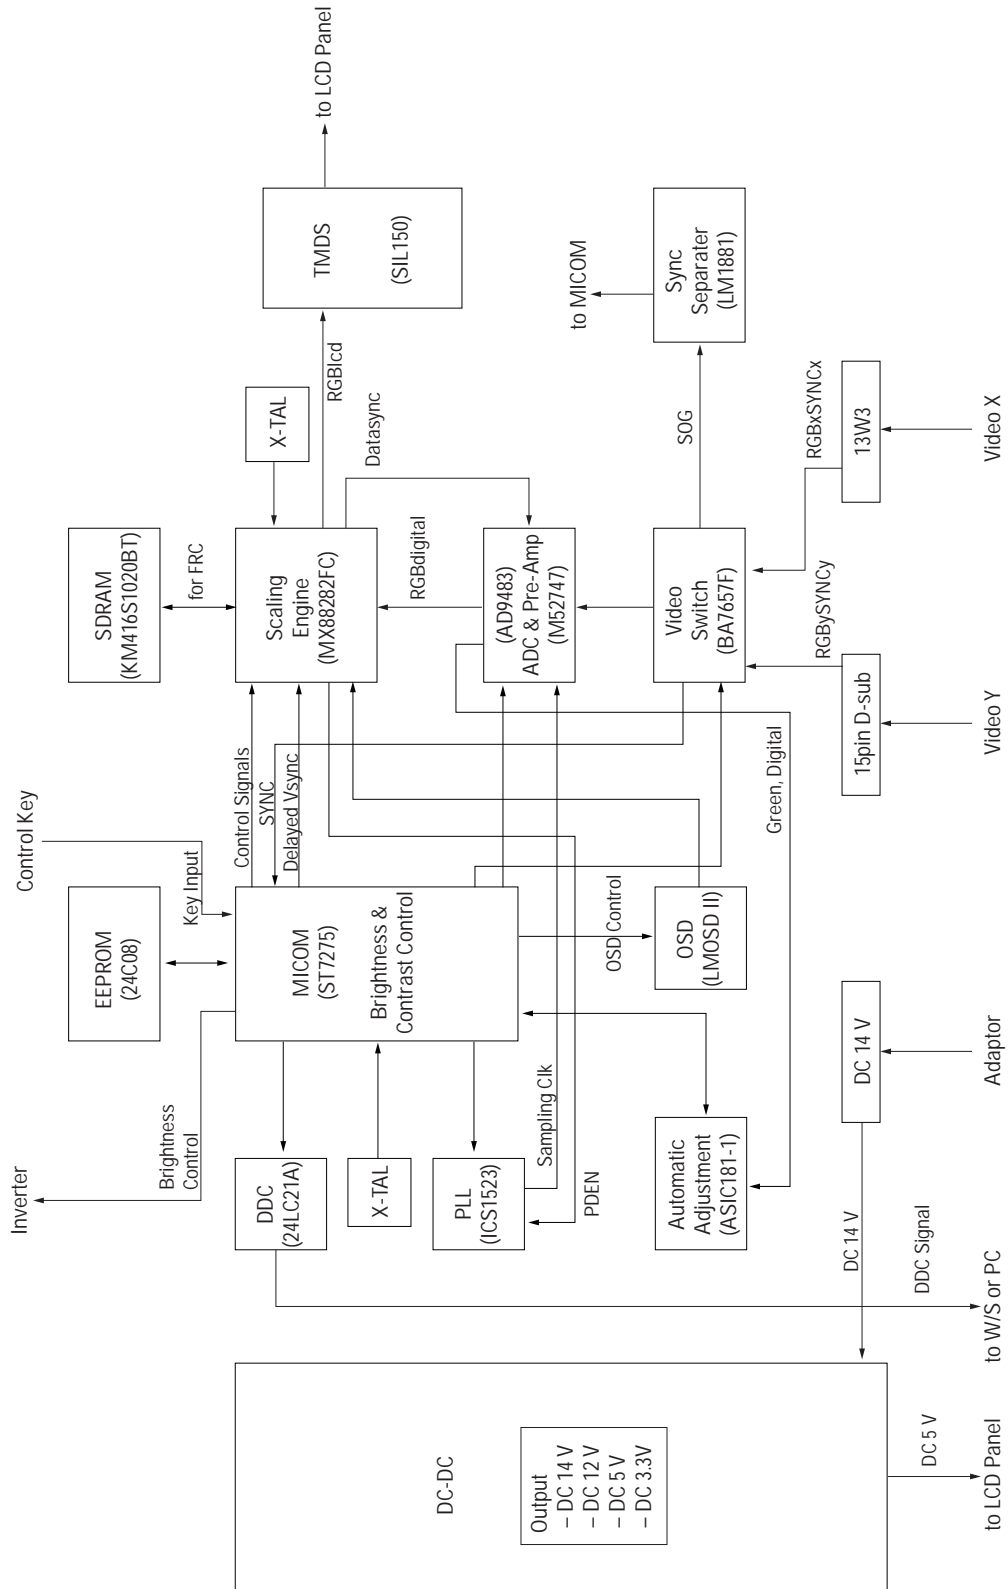 Inverter
Control Key
Brightness
Control
EEPROM
(24C08)
Key Input
SDRAM
(KM416S1020BT)
for FRC
to LCD Panel
DDC
(24LC21A)
X-TAL
PLL
(ICS1523)
MICOM
(ST7275)
Brightness &
Contrast Control
Control Signals
SYNC
Delayed Vsync
Scaling
Engine
(MX88282FC)
X-TAL
RGBlcd
Datasync
TMDS
(SIL150)
RGBdigital
Sampling Clk
PDEN
(AD9483)
ADC & Pre-Amp
(M52747)
to MICOM
DC-DC
Output
– DC 14 V
– DC 12 V
– DC 5 V
– DC 3.3V
Automatic
Adjustment
(ASIC181-1)
OSD Control
OSD
(LMOSD II)
Video
Switch
(BA7657F)
SOG
Sync
Separater
(LM1881)
Green, Digital
RGBySYNCy
RGBxSYNCx
DC 14 V
DC 14 V
15pin D-sub
13W3
DC 5 V
DDC Signal
to LCD Panel
to W/S or PC
Adaptor
Video Y
Video X